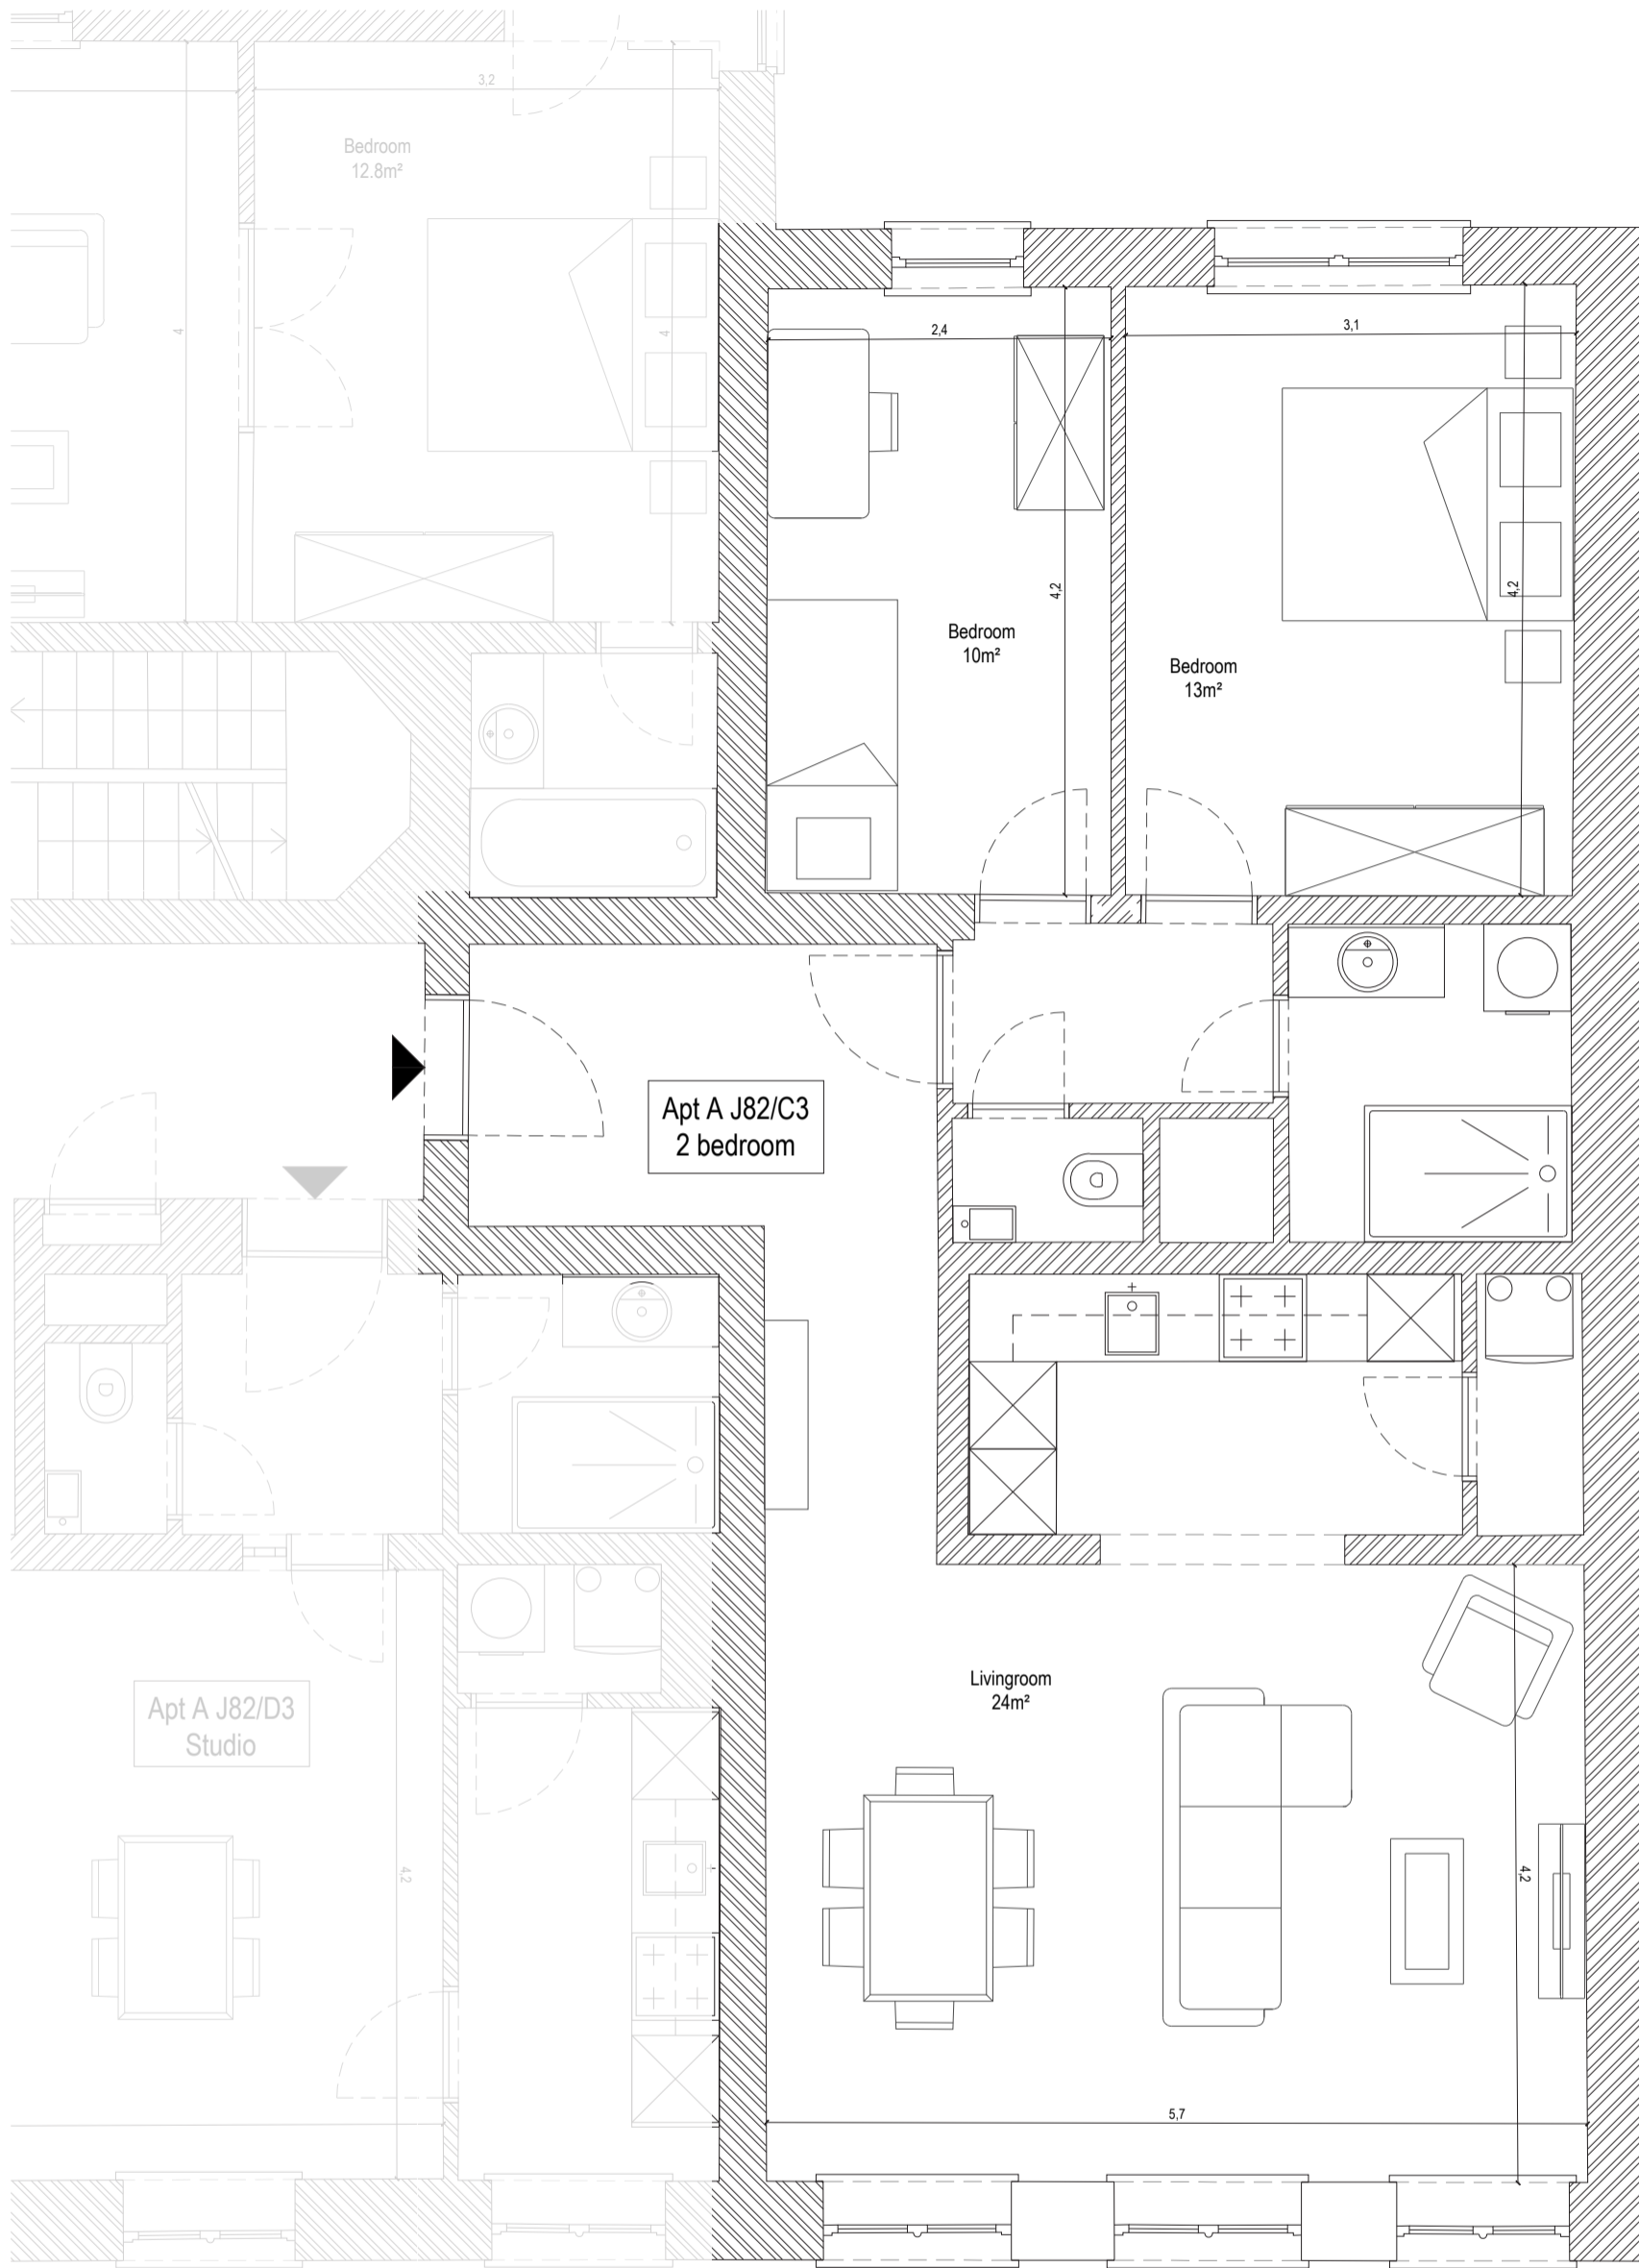 3,2
Bedroom
12.8m²
4
4
2,4
3,1
4,2
4,2
Bedroom
10m²
Bedroom
13m²
Apt A J82/C3
2 bedroom
Livingroom
24m²
Apt A J82/D3
Studio
4,2
4,2
5,7